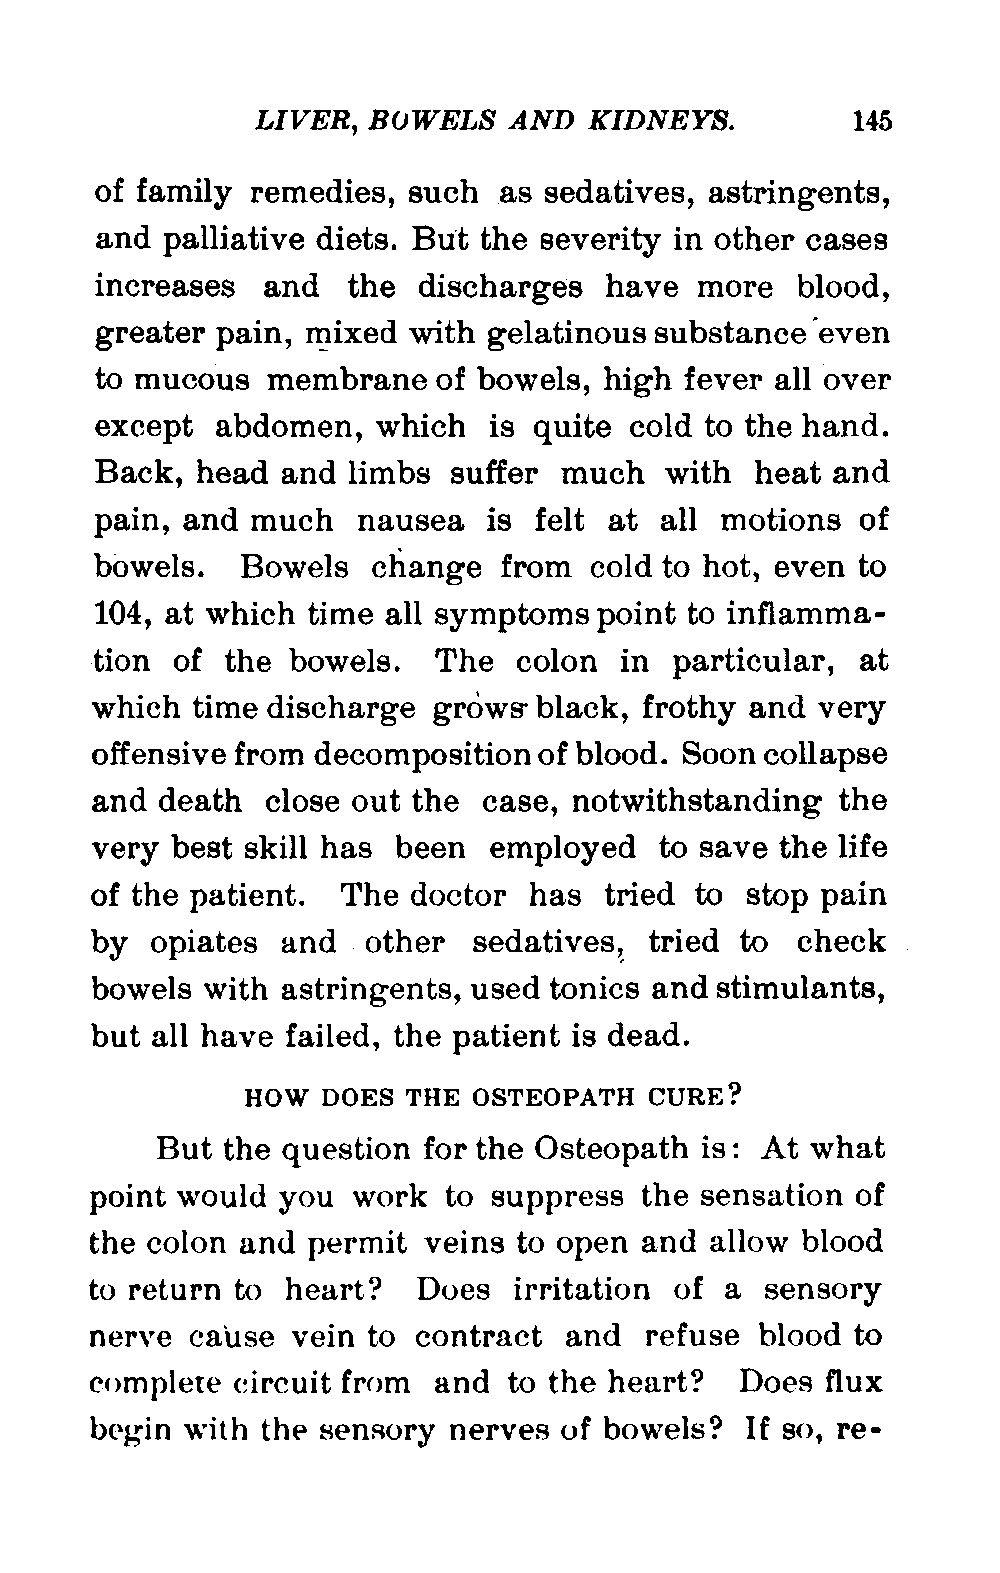 LIVER, BOWELS AND KIDNEYS. 145
of family remedies, such as sedatives, astringents,
and palliative diets. But the severity in other cases
increases and the discharges have more blood,
greater pain, mixed with gelatinous substance even
to mucous membrane of bowels, high fever all over
except abdomen, which is quite cold to the hand.
Back, head and limbs suffer much with heat and
pain, and much nausea is felt at all motions of
bowels. Bowels change from cold to hot, even to
104, at which time all symptoms point to inflamma-
tion of the bowels. The colon in particular, at
which time discharge grows black, frothy and very
offensive from decomposition of blood. Soon collapse
and death close out the case, notwithstanding the
very best skill has been employed to save the life
of the patient. The doctor has tried to stop pain
by opiates and other sedatives, tried to check
bowels with astringents, used tonics and stimulants,
but all have failed, the patient is dead.
HOW DOES THE OSTEOPATH CURE?
But the question for the Osteopath is: At what
point would you work to suppress the sensation of
the colon and permit veins to open and allow blood
to return to heart? Does irritation of a sensory
nerve cause vein to contract and refuse blood to
complete circuit from and to the heart? Does flux
begin with the sensory nerves of bowels? If so, re-